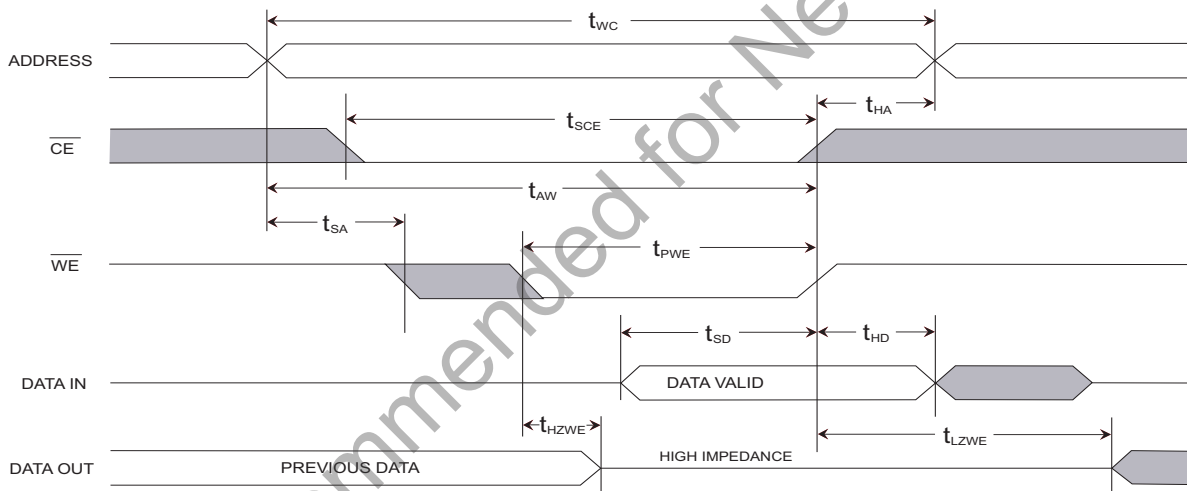 tWC
ADDRESS
tHA
tSCE
CE
tAW
tSA
tPWE
WE
tSD
tHD
DATA IN
DATA VALID
tHZWE
tLZWE
DATA OUT
PREVIOUS DATA
HIGH IMPEDANCE
mmended for Ne